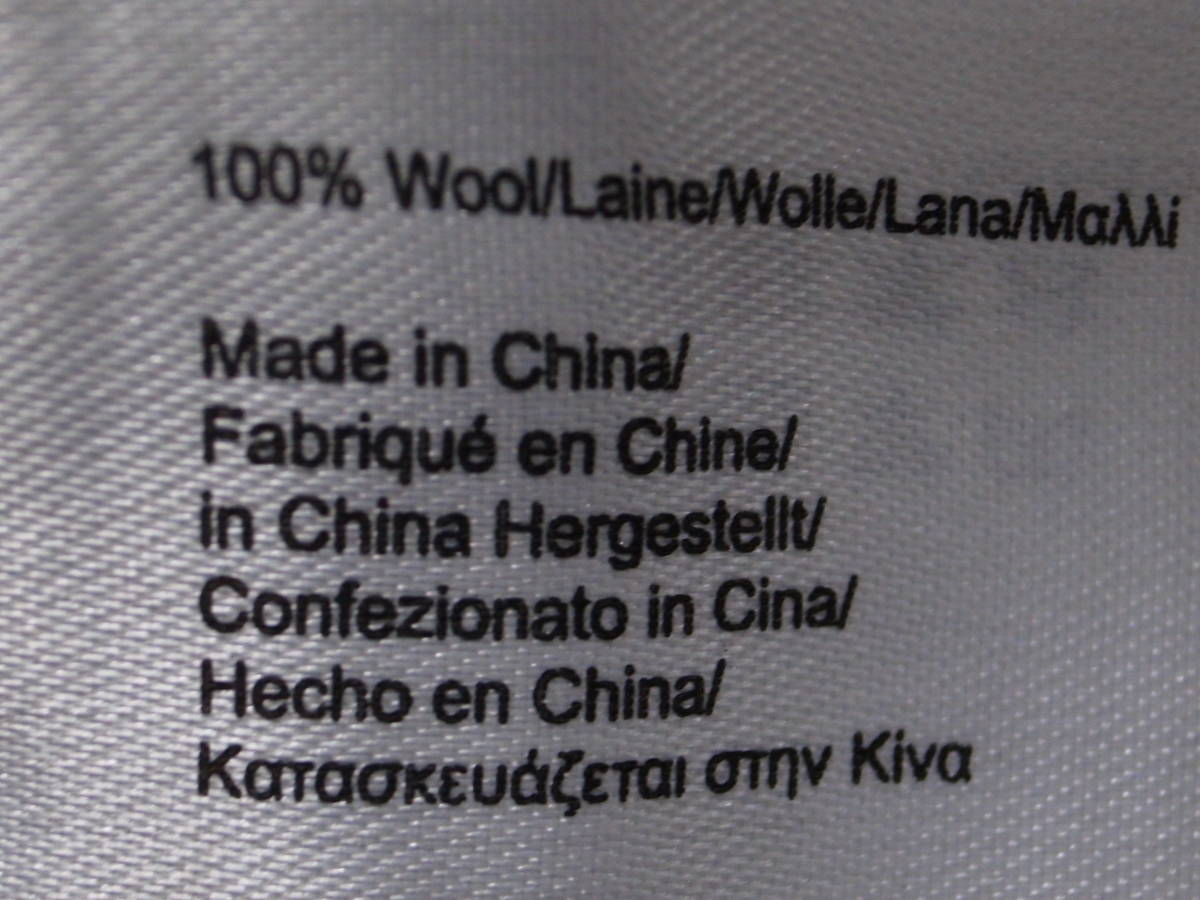 100% Wool/Laine/Wolle/Lana/Μαλλί
Made in China/
Fabriqué en Chine/
in China Hergestellt/
Confezionato in Cina/
Hecho en China/
Κατασκευάζεται στην Κίνα